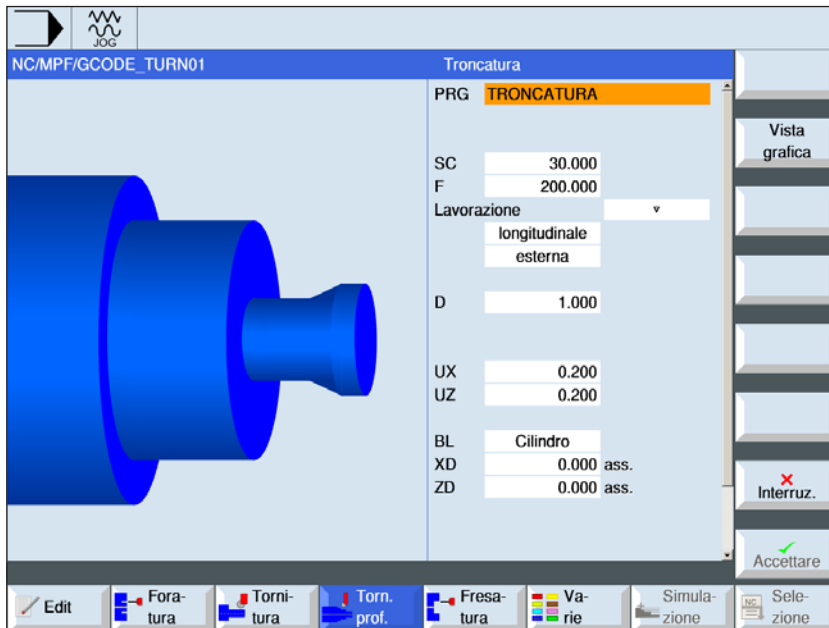 JOG
NC/MPF/GCODE_TURN01
Troncatura
PRG TRONCATURA
SC 30.000
F 200.000
Lavorazione ▿
longitudinale
esterna
D 1.000
UX 0.200
UZ 0.200
BL Cilindro
XD 0.000 ass.
ZD 0.000 ass.
Vista
grafica
Interruz.
Accettare
Edit
Fora-
tura
Torni-
tura
Torn.
prof.
Fresa-
tura
Va-
rie
Simula-
zione
NC
Sele-
zione